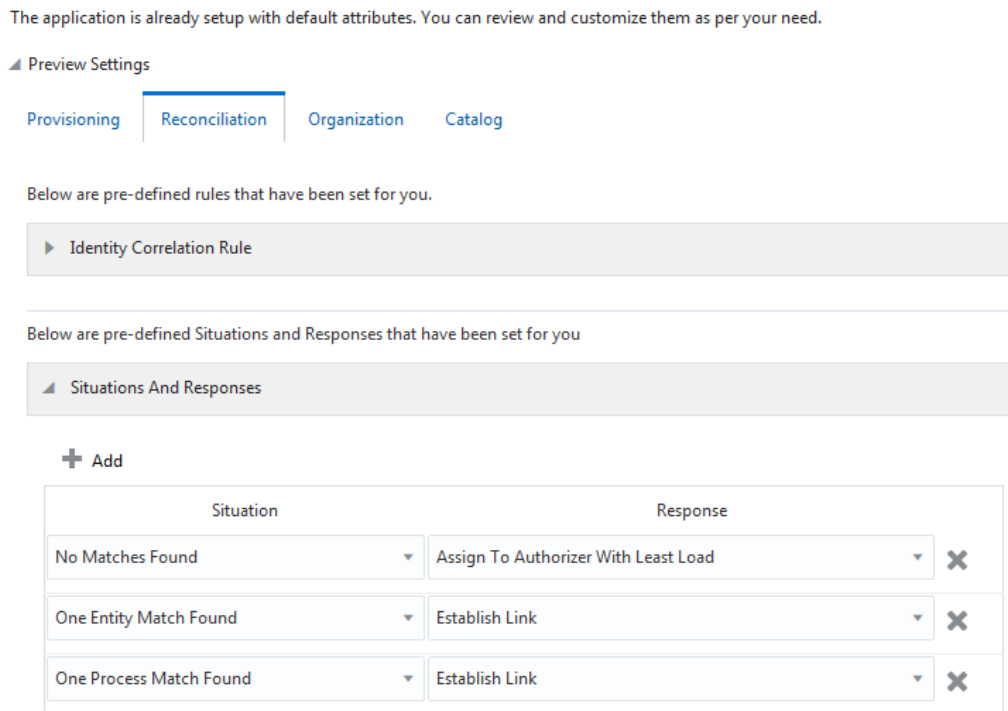 The application is already setup with default attributes. You can review and customize them as per your need.
Preview Settings
Provisioning Reconciliation Organization Catalog
Below are pre-defined rules that have been set for you.
Identity Correlation Rule
Below are pre-defined Situations and Responses that have been set for you
Situations And Responses
Add
Situation Response
No Matches Found Assign To Authorizer With Least Load
One Entity Match Found Establish Link
One Process Match Found Establish Link